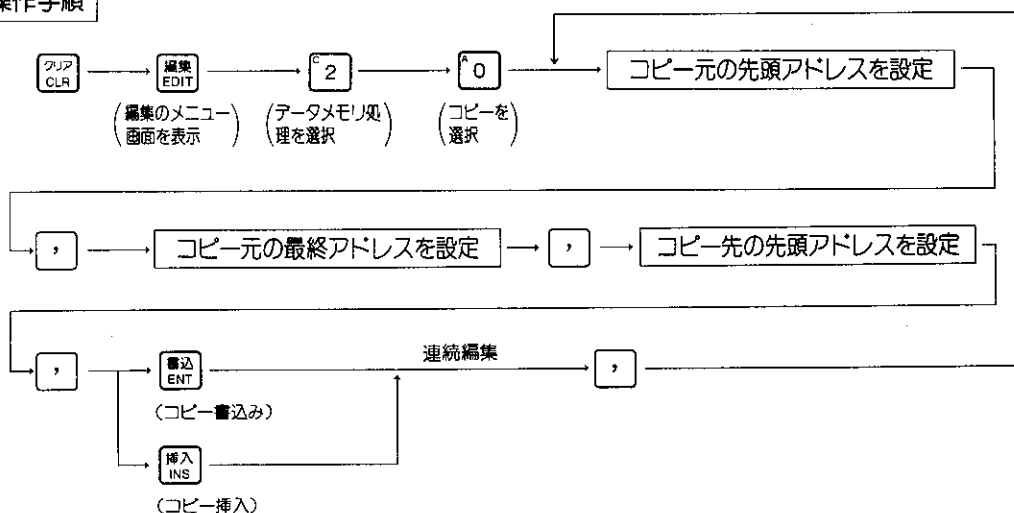 操作手順
クリア CLR
編集 EDIT
C 2
A 0
コピー元の先頭アドレスを設定
(編集のメニュー
画面を表示)
(データメモリ処
理を選択)
(コピーを
選択)
,
コピー元の最終アドレスを設定
,
コピー先の先頭アドレスを設定
,
書込 ENT
連続編集
,
(コピー書込み)
挿入 INS
(コピー挿入)